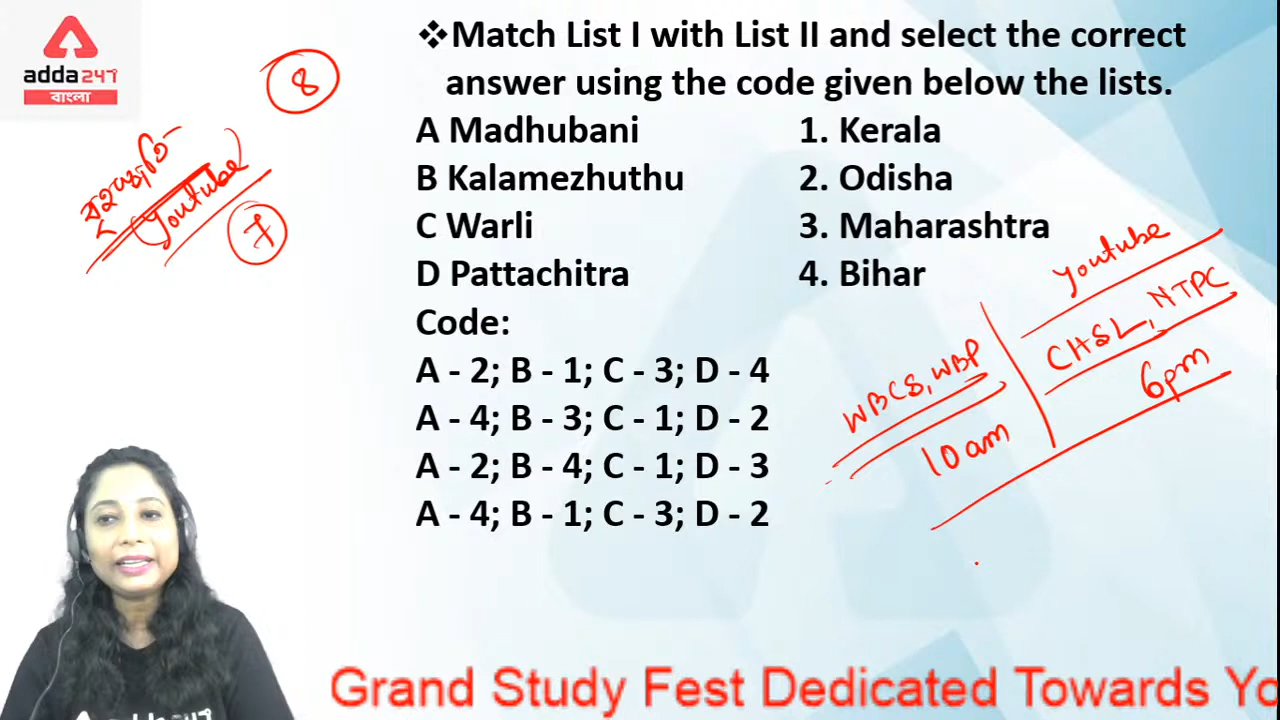 adda247
বাংলা
8
বৃহস্পতি
(Youtube)
7
❖Match List I with List II and select the correct
answer using the code given below the lists.
A Madhubani 1. Kerala
B Kalamezhuthu 2. Odisha
C Warli 3. Maharashtra
D Pattachitra 4. Bihar
Code:
A - 2; B - 1; C - 3; D - 4
A - 4; B - 3; C - 1; D - 2
A - 2; B - 4; C - 1; D - 3
A - 4; B - 1; C - 3; D - 2
Youtube
CHSL, NTPC
6pm
WBCS, WBP
10am
Grand Study Fest Dedicated Towards Yo